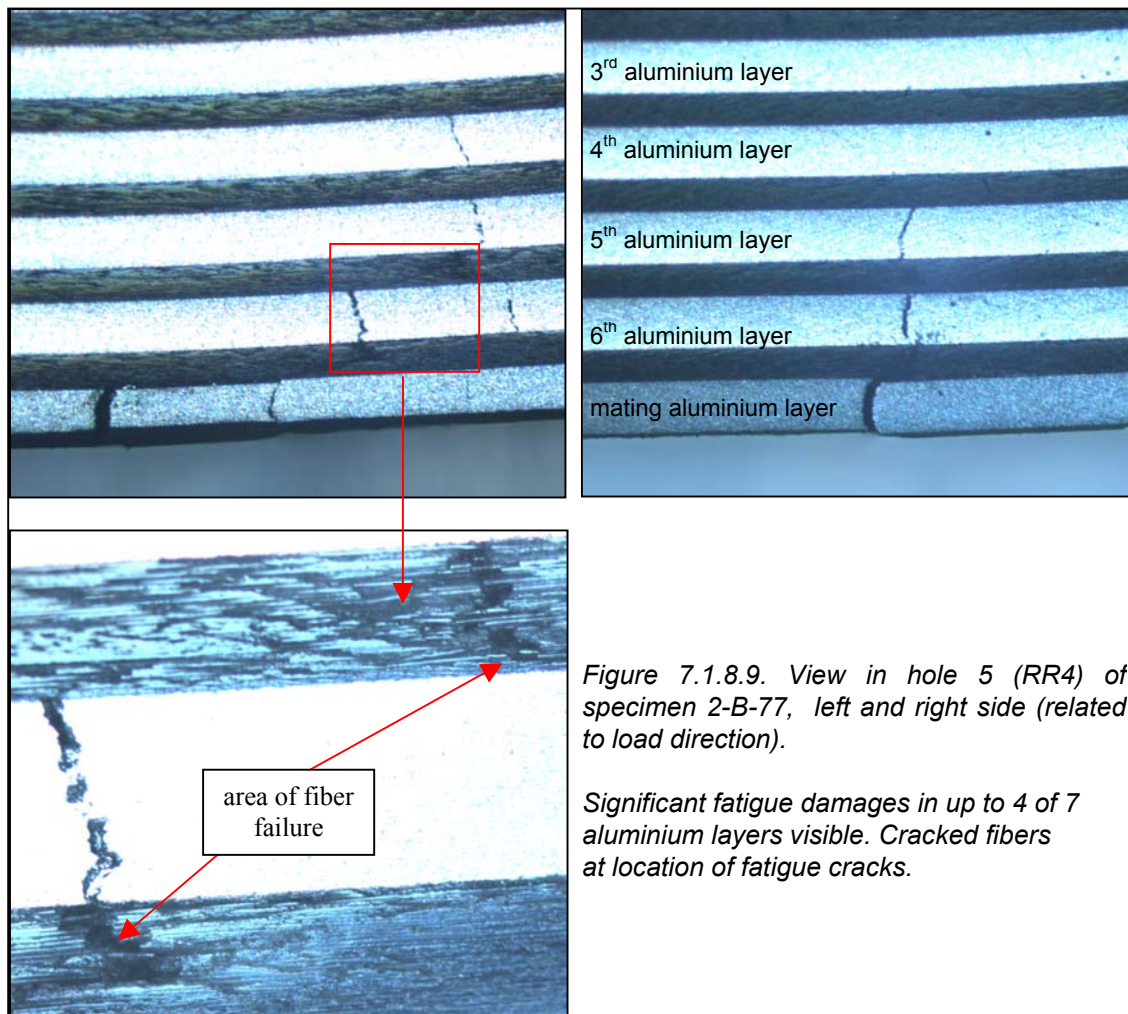 3rd aluminium layer
4th aluminium layer
5th aluminium layer
6th aluminium layer
mating aluminium layer
area of fiber
failure
Figure 7.1.8.9. View in hole 5 (RR4) of
specimen 2-B-77, left and right side (related
to load direction).
Significant fatigue damages in up to 4 of 7
aluminium layers visible. Cracked fibers
at location of fatigue cracks.